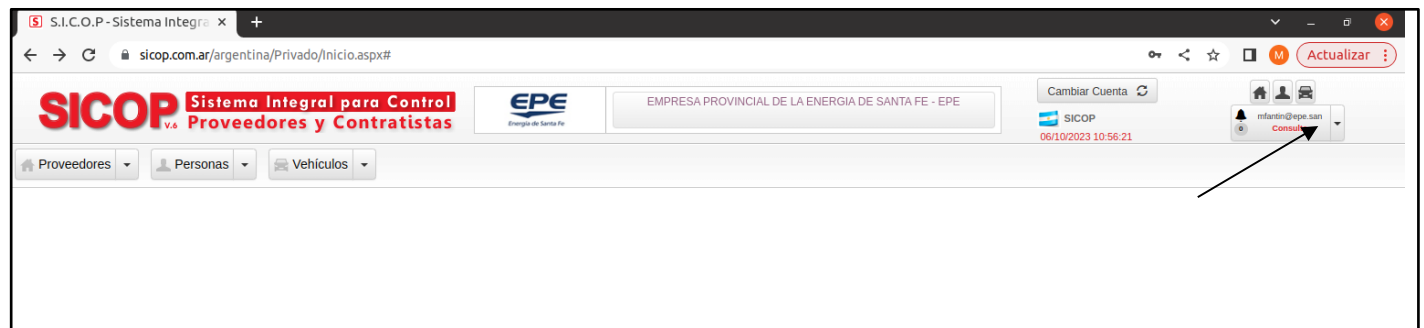 S.I.C.O.P - Sistema Integra
sicop.com.ar/argentina/Privado/Inicio.aspx#
M
Actualizar
SICOP V.6
Sistema Integral para Control
Proveedores y Contratistas
EPE
Energía de Santa Fe
EMPRESA PROVINCIAL DE LA ENERGIA DE SANTA FE - EPE
Cambiar Cuenta
SICOP
06/10/2023 10:56:21
0
mfantin@epe.san
Proveedores
Personas
Vehículos